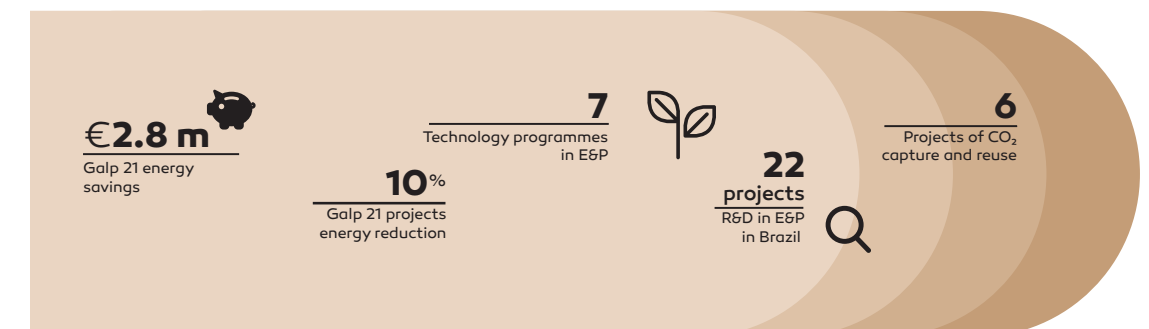 €2.8 m
Galp 21 energy
savings
10%
Galp 21 projects
energy reduction
7
Technology programmes
in E&P
22
projects
R&D in E&P
in Brazil
6
Projects of CO₂
capture and reuse